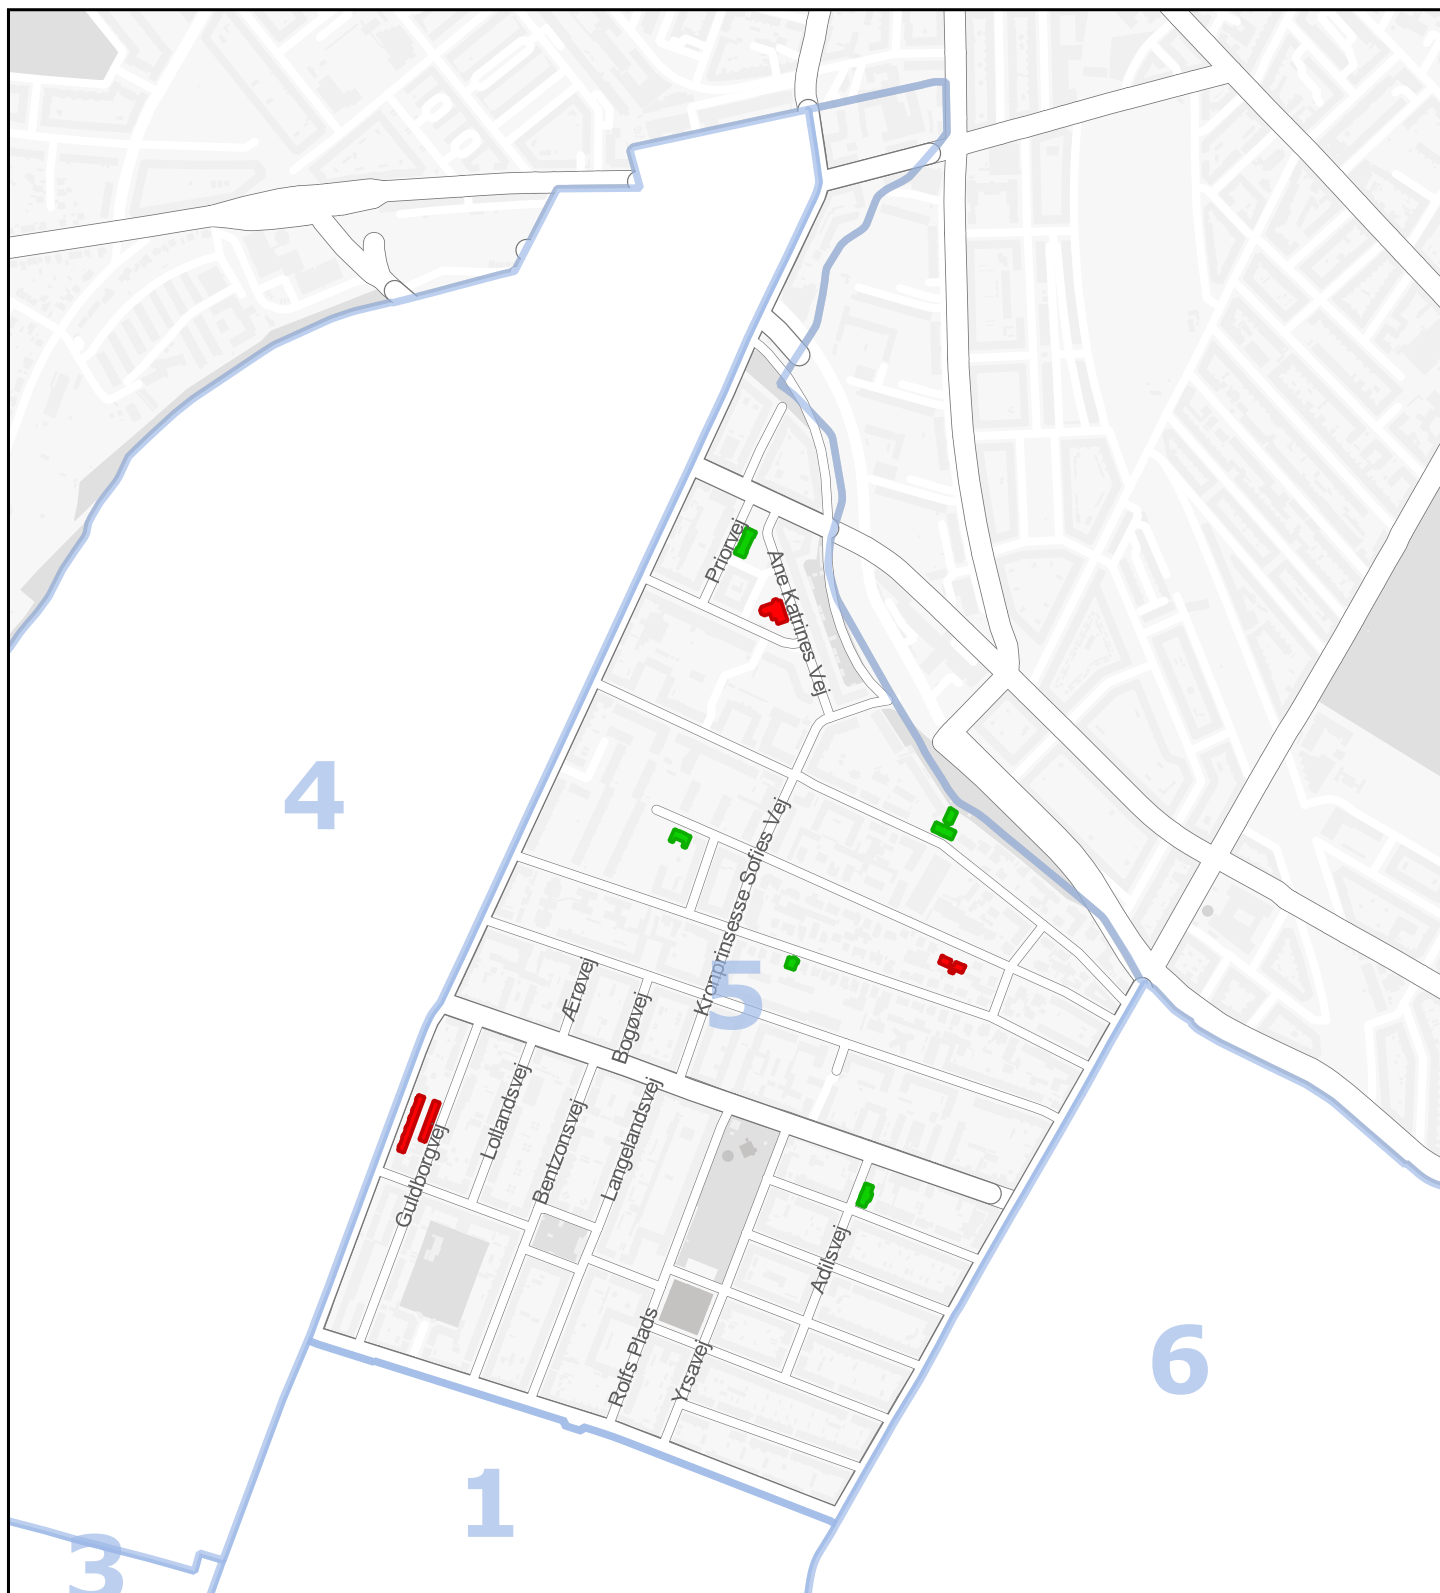 Priorvej
Ane Katrines Vej
4
Kronprinsesse Sofies Vej
5
Ærøvej
Bogøvej
Lollandsvej
Bentzonsvej
Langelandsvej
Guldborgvej
Adilsvej
Rolfs Plads
Yrsavej
6
1
3